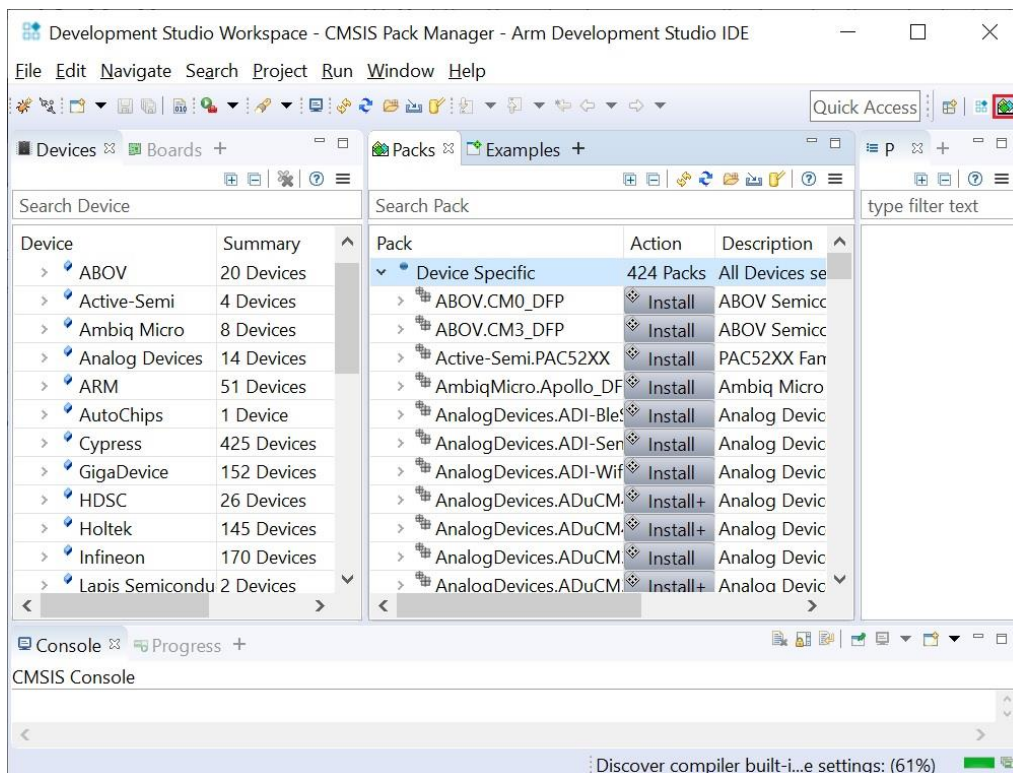 Development Studio Workspace - CMSIS Pack Manager - Arm Development Studio IDE
File Edit Navigate Search Project Run Window Help
Quick Access
Devices Boards
Packs Examples
P
Search Device
Search Pack
type filter text
Device Summary
Pack Action Description
ABOV 20 Devices
Device Specific 424 Packs All Devices se
Active-Semi 4 Devices
ABOV.CM0_DFP Install ABOV Semico
Ambiq Micro 8 Devices
ABOV.CM3_DFP Install ABOV Semico
Analog Devices 14 Devices
Active-Semi.PAC52XX Install PAC52XX Fam
ARM 51 Devices
AmbiqMicro.Apollo_DF Install Ambiq Micro
AutoChips 1 Device
AnalogDevices.ADI-BleS Install Analog Devic
Cypress 425 Devices
AnalogDevices.ADI-Sen Install Analog Devic
GigaDevice 152 Devices
AnalogDevices.ADI-Wif Install Analog Devic
HDSC 26 Devices
AnalogDevices.ADuCM4 Install+ Analog Devic
Holtek 145 Devices
AnalogDevices.ADuCM4 Install+ Analog Devic
Infineon 170 Devices
AnalogDevices.ADuCM Install Analog Devic
Lapis Semicondu 2 Devices
AnalogDevices.ADuCM Install+ Analog Devic
Console Progress
CMSIS Console
Discover compiler built-i...e settings: (61%)